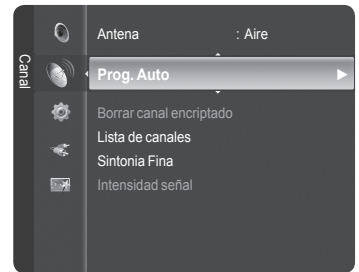 Canal
Antena : Aire
Prog. Auto
Borrar canal encriptado
Lista de canales
Sintonia Fina
Intensidad señal